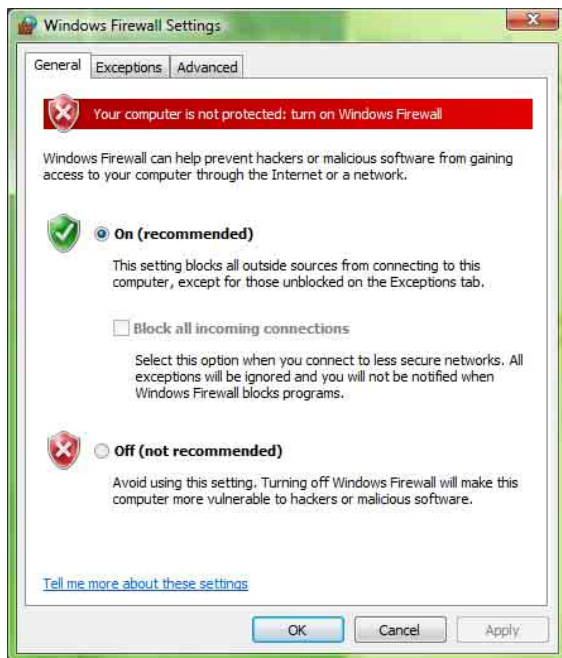 Windows Firewall Settings
General Exceptions Advanced
Your computer is not protected: turn on Windows Firewall
Windows Firewall can help prevent hackers or malicious software from gaining
access to your computer through the Internet or a network.
On (recommended)
This setting blocks all outside sources from connecting to this
computer, except for those unblocked on the Exceptions tab.
Block all incoming connections
Select this option when you connect to less secure networks. All
exceptions will be ignored and you will not be notified when
Windows Firewall blocks programs.
Off (not recommended)
Avoid using this setting. Turning off Windows Firewall will make this
computer more vulnerable to hackers or malicious software.
Tell me more about these settings
OK Cancel Apply